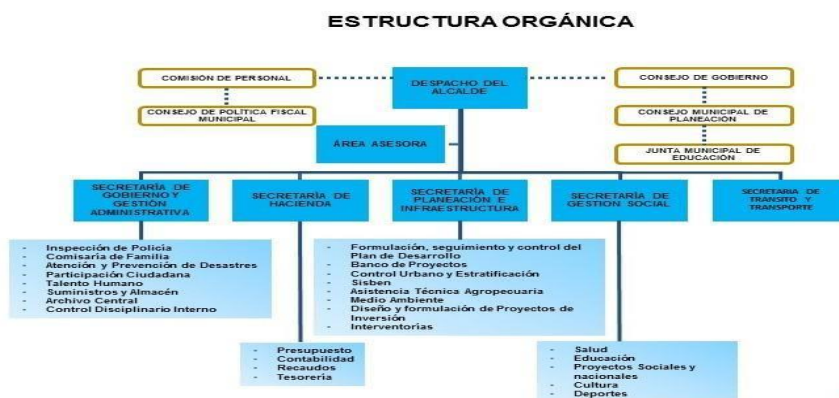 ESTRUCTURA ORGÁNICA
COMISIÓN DE PERSONAL
DESPACHO DEL
ALCALDE
CONSEJO DE GOBIERNO
CONSEJO DE POLÍTICA FISCAL
MUNICIPAL
CONSEJO MUNICIPAL DE
PLANEACIÓN
ÁREA ASESORA
JUNTA MUNICIPAL DE
EDUCACIÓN
SECRETARÍA DE
GOBIERNO Y
GESTIÓN
ADMINISTRATIVA
SECRETARÍA DE
HACIENDA
SECRETARÍA DE
PLANEACIÓN E
INFRAESTRUCTURA
SECRETARÍA DE
GESTION SOCIAL
SECRETARIA DE
TRANSITO Y
TRANSPORTE
- Inspección de Policía
- Comisaría de Familia
- Atención y Prevención de Desastres
- Participación Ciudadana
- Talento Humano
- Suministros y Almacén
- Archivo Central
- Control Disciplinario Interno
- Formulación, seguimiento y control del
Plan de Desarrollo
- Banco de Proyectos
- Control Urbano y Estratificación
- Sisben
- Asistencia Técnica Agropecuaria
- Medio Ambiente
- Diseño y formulación de Proyectos de
Inversión
- Interventorías
- Presupuesto
- Contabilidad
- Recaudos
- Tesorería
- Salud
- Educación
- Proyectos Sociales y
nacionales
- Cultura
- Deportes